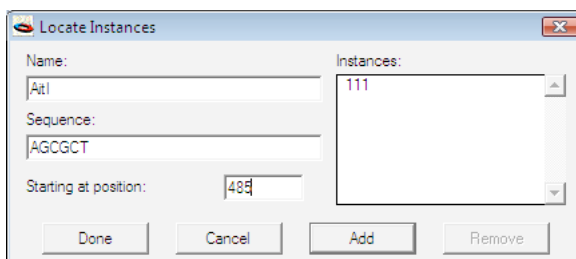 Locate Instances
Name:
AitI
Sequence:
AGCGCT
Starting at position: 485
Instances:
111
Done Cancel Add Remove